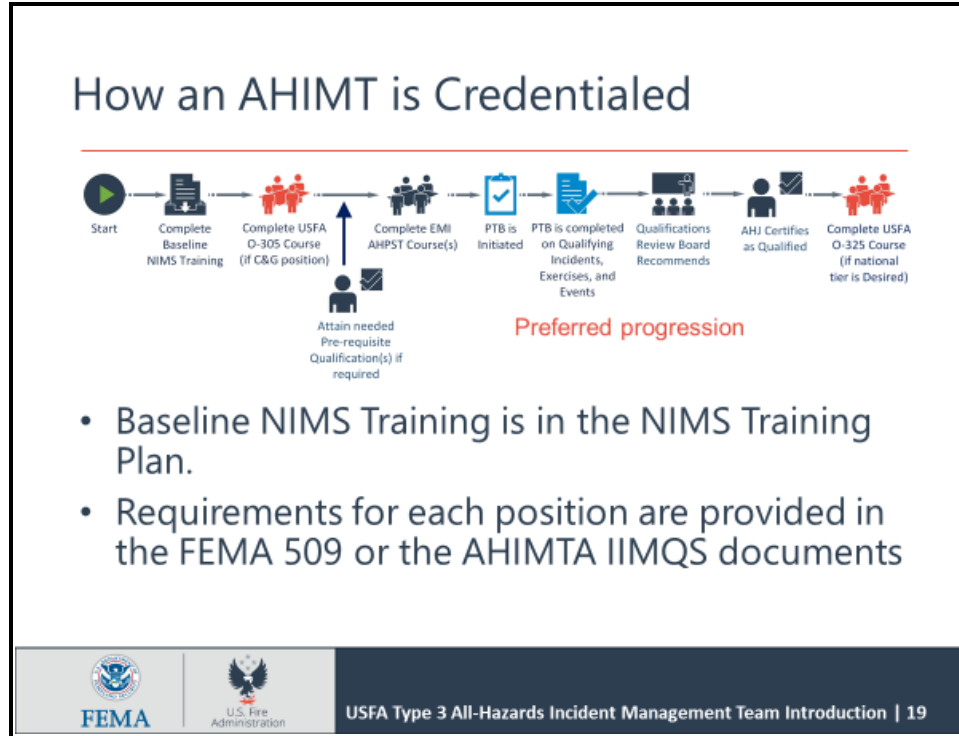 How an AHIMT is Credentialed
Start
Complete
Baseline
NIMS Training
Complete USFA
O-305 Course
(if C&G position)
Attain needed
Pre-requisite
Qualification(s) if
required
Complete EMI
AHPST Course(s)
PTB is
Initiated
PTB is completed
on Qualifying
Incidents,
Exercises, and
Events
Qualifications
Review Board
Recommends
AHJ Certifies
as Qualified
Complete USFA
O-325 Course
(if national
tier is Desired)
Preferred progression
• Baseline NIMS Training is in the NIMS Training
Plan.
• Requirements for each position are provided in
the FEMA 509 or the AHIMTA IIMQS documents
FEMA
U.S. Fire
Administration
USFA Type 3 All-Hazards Incident Management Team Introduction | 19